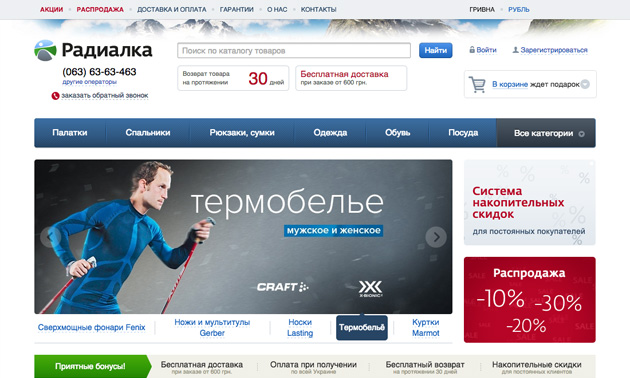 АКЦИИ РАСПРОДАЖА ДОСТАВКА И ОПЛАТА ГАРАНТИИ О НАС КОНТАКТЫ ГРИВНА РУБЛЬ
Радиалка
Поиск по каталогу товаров Найти Войти Зарегистрироваться
(063) 63-63-463
другие операторы
заказать обратный звонок
Возврат товара
на протяжении 30 дней
Бесплатная доставка
при заказе от 600 грн.
В корзине ждет подарок
Палатки Спальники Рюкзаки, сумки Одежда Обувь Посуда Все категории
термобелье
мужское и женское
CRAFT
X-BIONIC
Система
накопительных
скидок
для постоянных покупателей
Распродажа
-10% -30%
-20%
SALE
Сверхмощные фонари Fenix
Ножи и мультитулы
Gerber
Носки
Lasting
Термобельё
Куртки
Marmot
Приятные бонусы!
Бесплатная доставка
при заказе от 600 грн.
Оплата при получении
по всей Украине
Бесплатный возврат
на протяжении 30 дней
Накопительные скидки
для постоянных клиентов